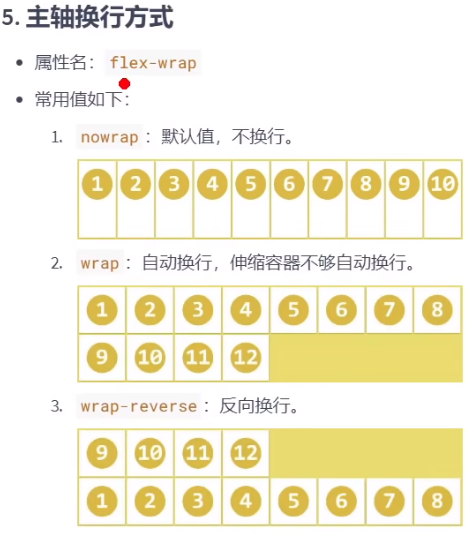 5. 主轴换行方式
• 属性名： flex-wrap
• 常用值如下：
1. nowrap ：默认值，不换行。
1 2 3 4 5 6 7 8 9 10
2. wrap ：自动换行，伸缩容器不够自动换行。
1 2 3 4 5 6 7 8
9 10 11 12
3. wrap-reverse ：反向换行。
9 10 11 12
1 2 3 4 5 6 7 8